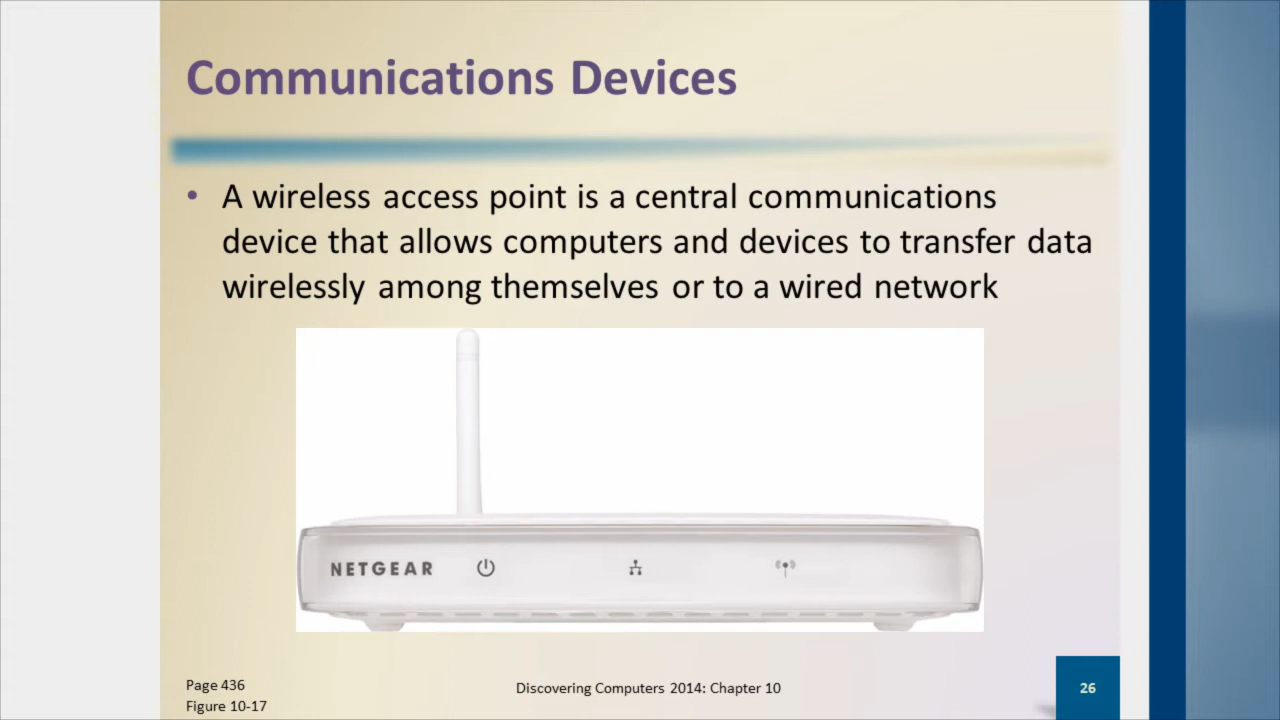 Communications Devices
• A wireless access point is a central communications
device that allows computers and devices to transfer data
wirelessly among themselves or to a wired network
NETGEAR
Page 436
Figure 10-17
Discovering Computers 2014: Chapter 10
26